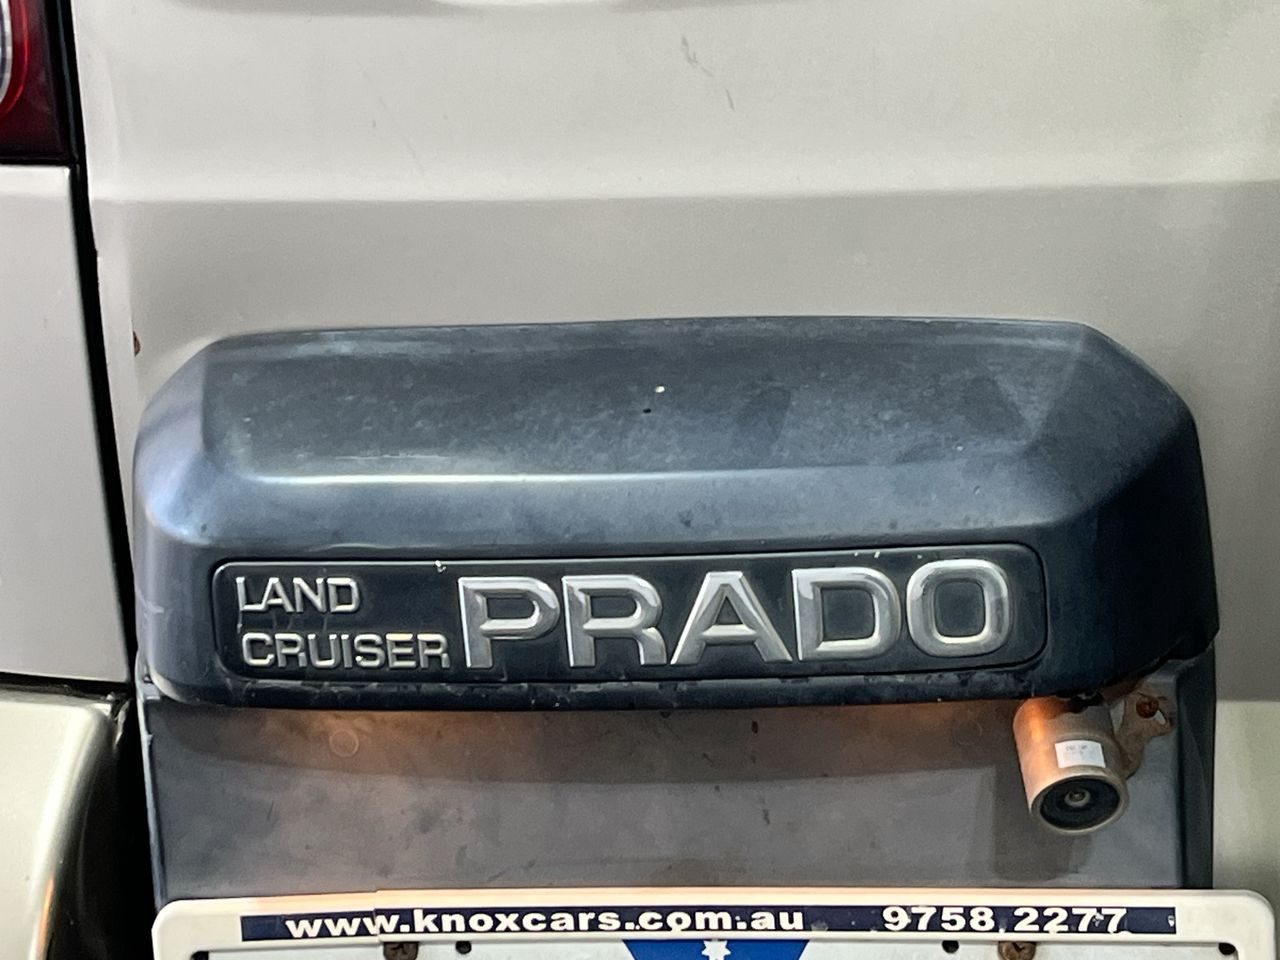 LAND
CRUISER
PRADO
www.knoxcars.com.au 9758 2277